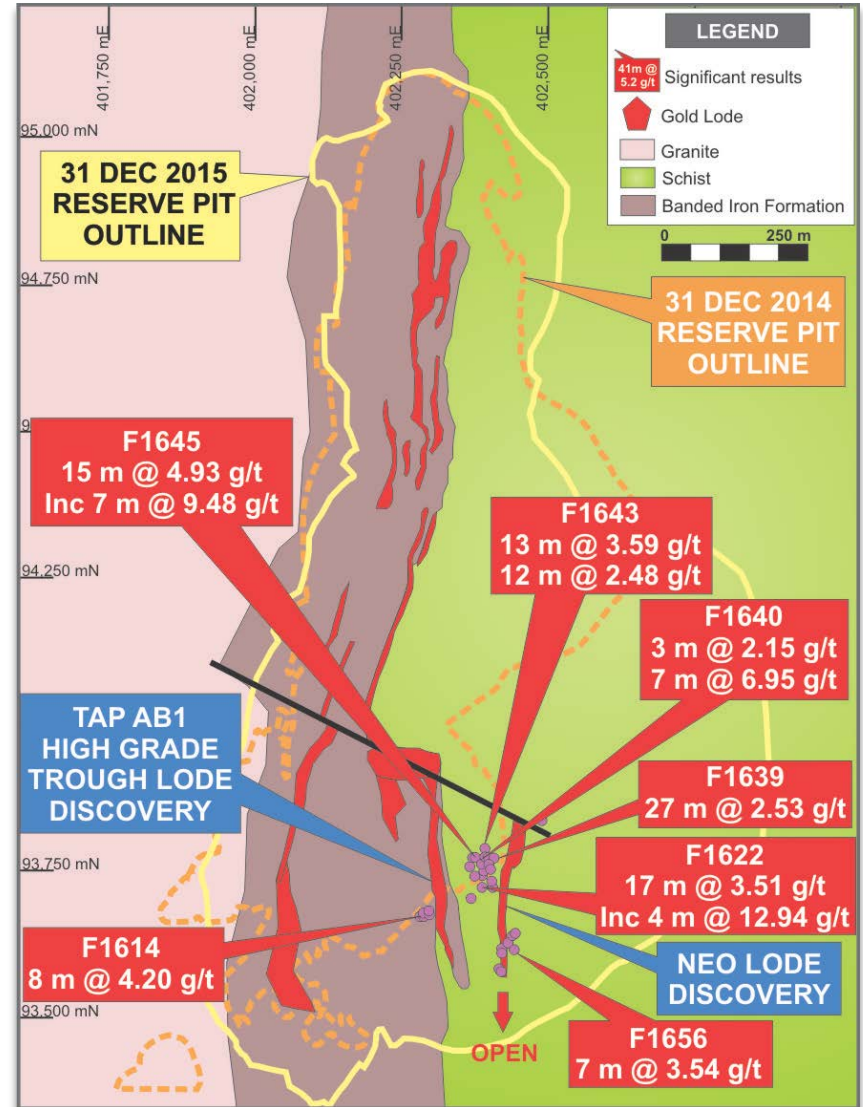 401,750 mE
402,000 mE
402,250 mE
402,500 mE
LEGEND
41m @
5.2 g/t
Significant results
Gold Lode
Granite
Schist
Banded Iron Formation
0 250 m
95,000 mN
31 DEC 2015
RESERVE PIT
OUTLINE
94,750 mN
31 DEC 2014
RESERVE PIT
OUTLINE
F1645
15 m @ 4.93 g/t
Inc 7 m @ 9.48 g/t
F1643
13 m @ 3.59 g/t
12 m @ 2.48 g/t
94,250 mN
F1640
3 m @ 2.15 g/t
7 m @ 6.95 g/t
TAP AB1
HIGH GRADE
TROUGH LODE
DISCOVERY
F1639
27 m @ 2.53 g/t
93,750 mN
F1622
17 m @ 3.51 g/t
Inc 4 m @ 12.94 g/t
F1614
8 m @ 4.20 g/t
NEO LODE
DISCOVERY
93,500 mN
OPEN
F1656
7 m @ 3.54 g/t